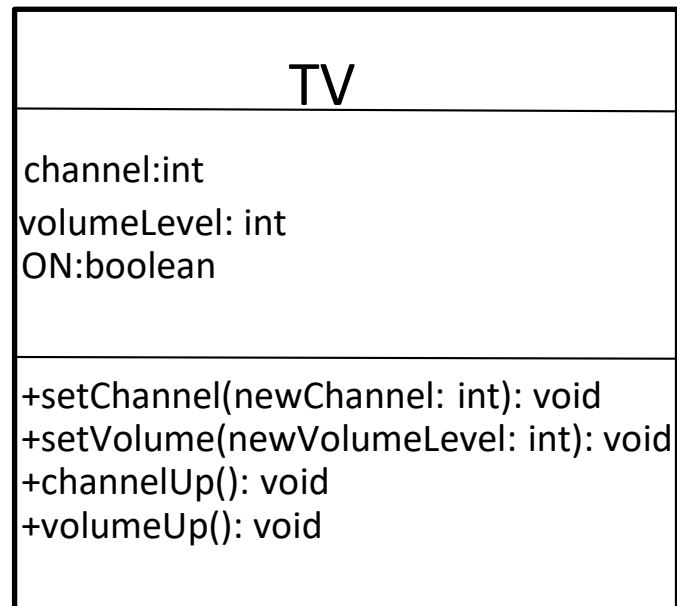 TV
channel:int
volumeLevel: int
ON:boolean
+setChannel(newChannel: int): void
+setVolume(newVolumeLevel: int): void
+channelUp(): void
+volumeUp(): void